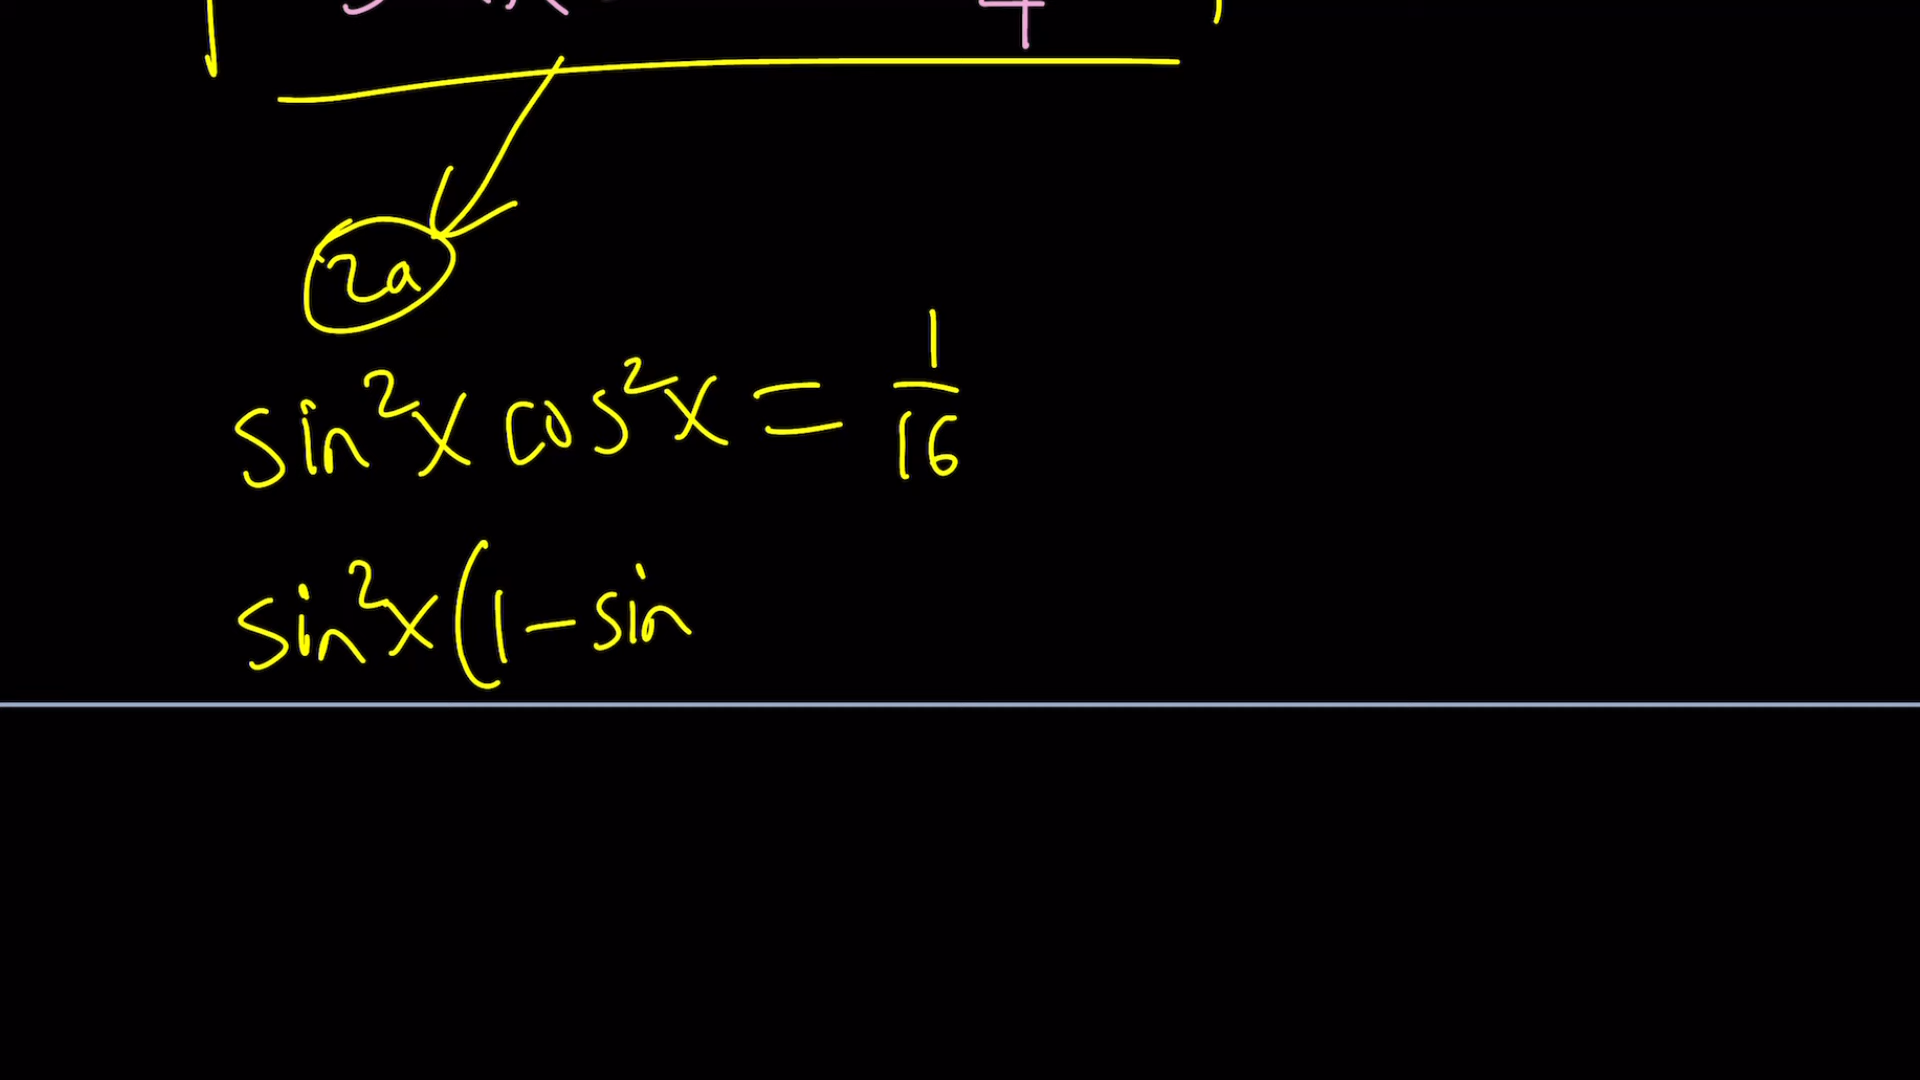 2a
sin²x cos²x = 1/16
sin²x(1 - sin